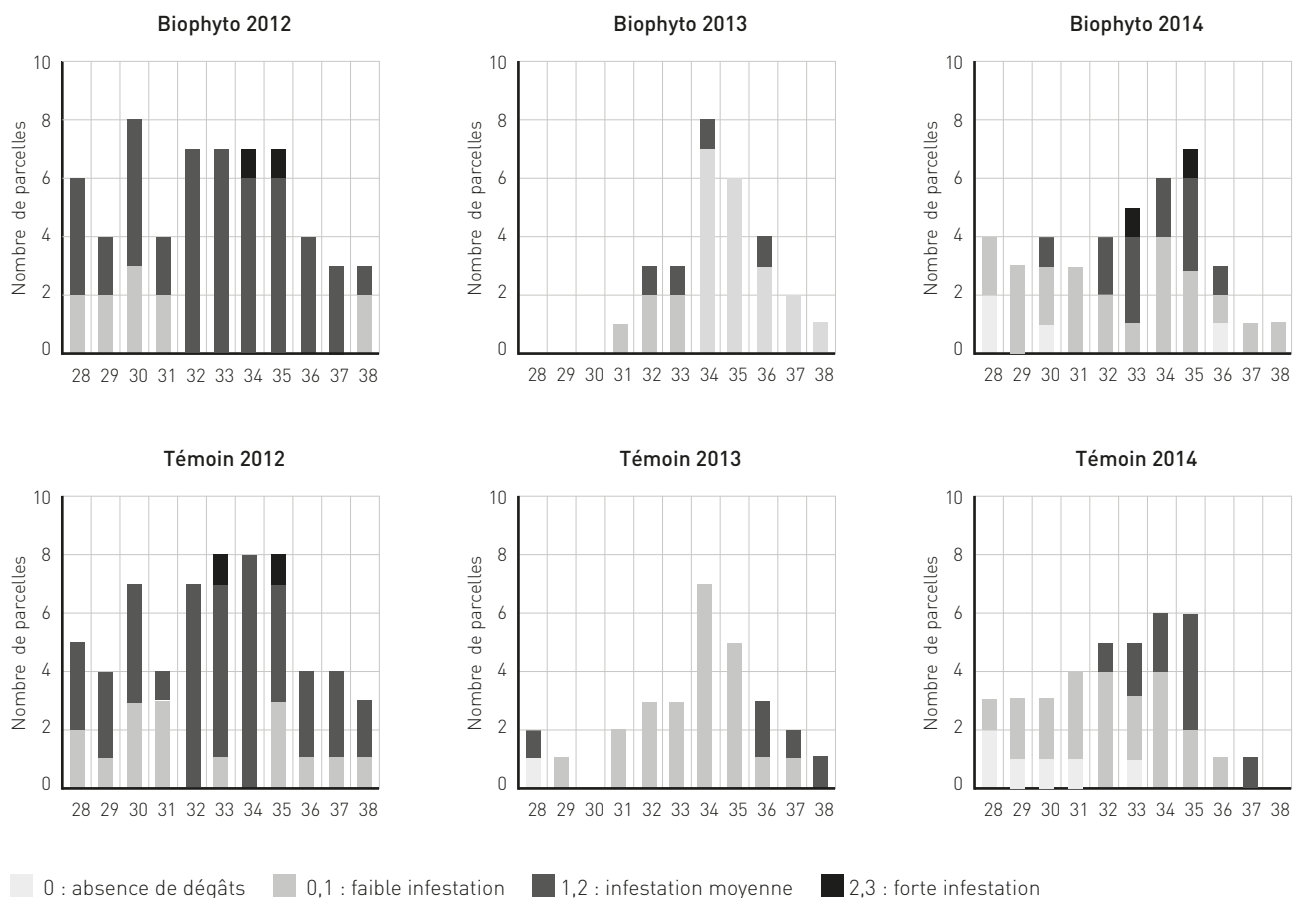 Biophyto 2012
Biophyto 2013
Biophyto 2014
Nombre de parcelles
10
8
6
4
2
0
28 29 30 31 32 33 34 35 36 37 38
Nombre de parcelles
10
8
6
4
2
0
28 29 30 31 32 33 34 35 36 37 38
Nombre de parcelles
10
8
6
4
2
0
28 29 30 31 32 33 34 35 36 37 38
Témoin 2012
Témoin 2013
Témoin 2014
Nombre de parcelles
10
8
6
4
2
0
28 29 30 31 32 33 34 35 36 37 38
Nombre de parcelles
10
8
6
4
2
0
28 29 30 31 32 33 34 35 36 37 38
Nombre de parcelles
10
8
6
4
2
0
28 29 30 31 32 33 34 35 36 37 38
0 : absence de dégâts 0,1 : faible infestation 1,2 : infestation moyenne 2,3 : forte infestation